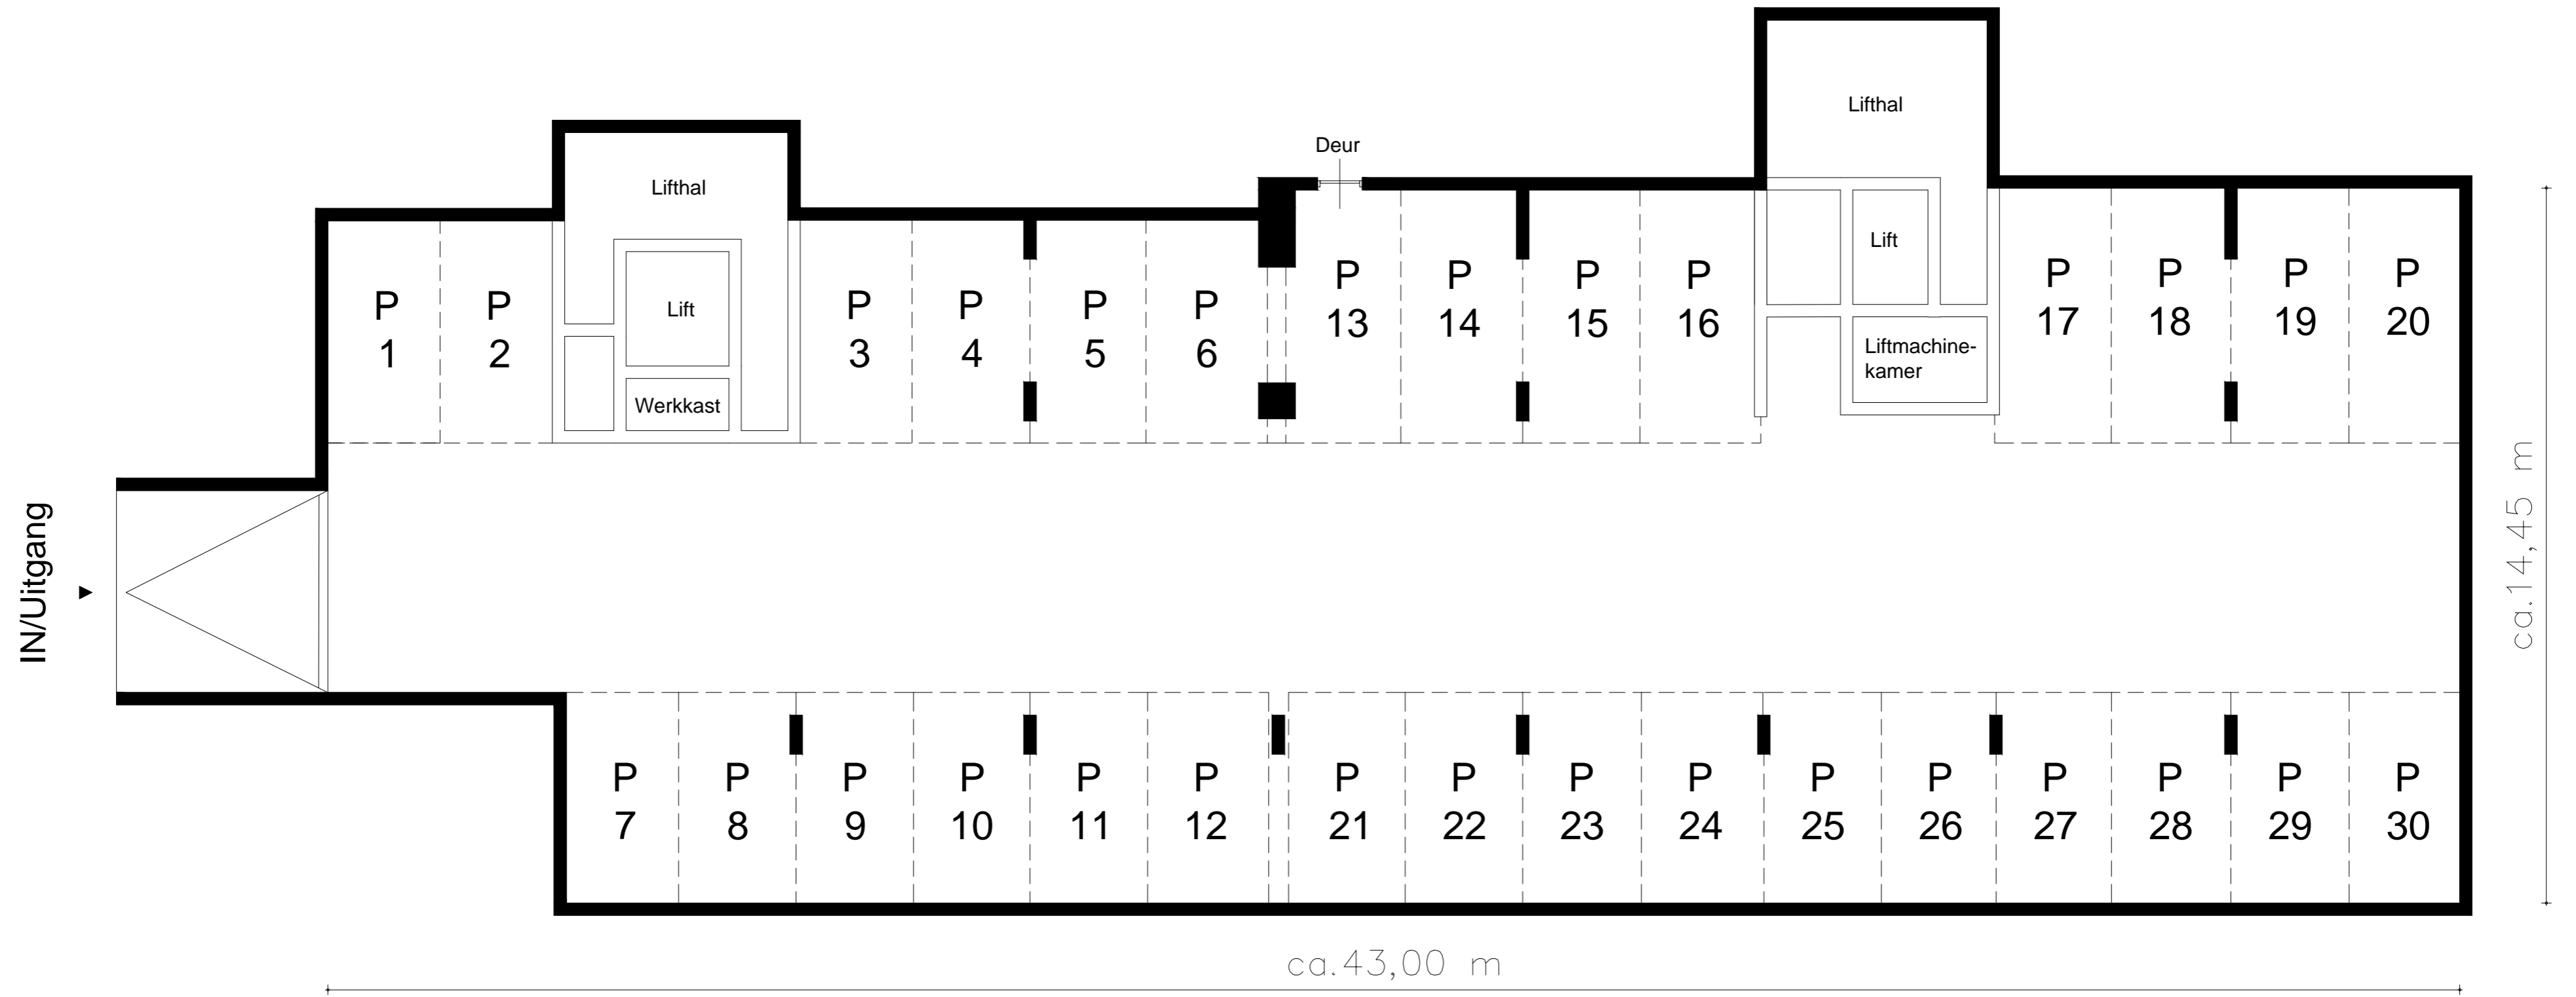 Lifthal
Deur
Lifthal
Lift
Lift
Liftmachine-
kamer
Werkkast
P
1
P
2
P
3
P
4
P
5
P
6
P
13
P
14
P
15
P
16
P
17
P
18
P
19
P
20
IN/Uitgang
P
7
P
8
P
9
P
10
P
11
P
12
P
21
P
22
P
23
P
24
P
25
P
26
P
27
P
28
P
29
P
30
ca.14,45 m
ca.43,00 m